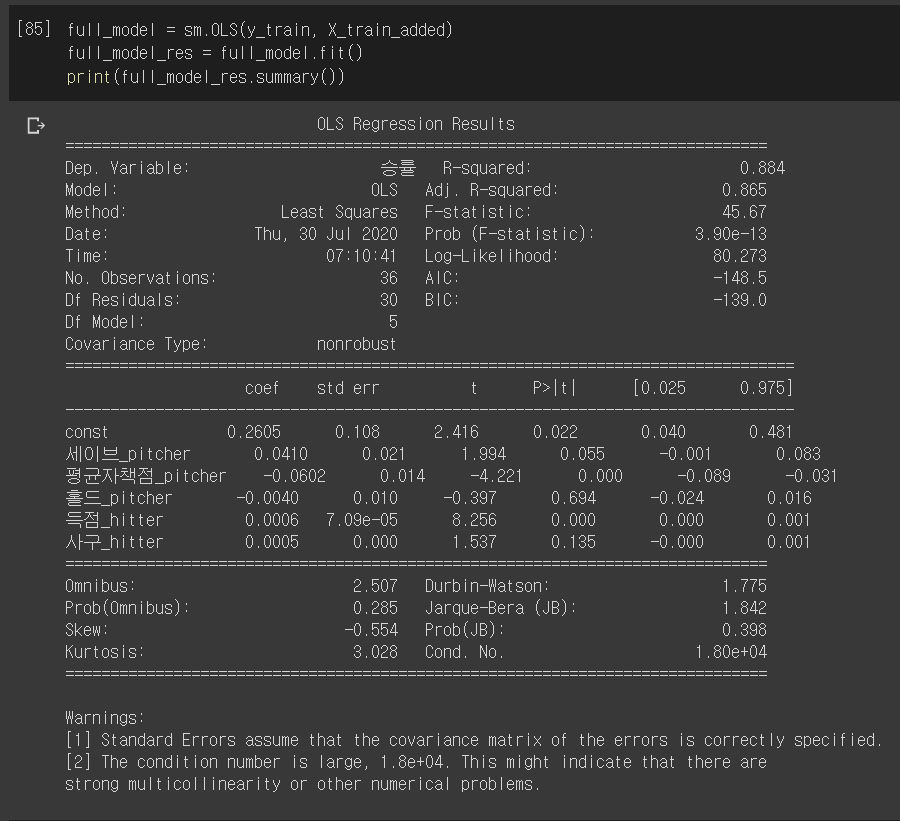 [85] full_model = sm.OLS(y_train, X_train_added)
full_model_res = full_model.fit()
print(full_model_res.summary())
OLS Regression Results
==============================================================================
Dep. Variable: 승률 R-squared: 0.884
Model: OLS Adj. R-squared: 0.865
Method: Least Squares F-statistic: 45.67
Date: Thu, 30 Jul 2020 Prob (F-statistic): 3.90e-13
Time: 07:10:41 Log-Likelihood: 80.273
No. Observations: 36 AIC: -148.5
Df Residuals: 30 BIC: -139.0
Df Model: 5
Covariance Type: nonrobust
=================================================================================
coef std err t P>|t| [0.025 0.975]
---------------------------------------------------------------------------------
const 0.2605 0.108 2.416 0.022 0.040 0.481
세이브_pitcher 0.0410 0.021 1.994 0.055 -0.001 0.083
평균자책점_pitcher -0.0602 0.014 -4.221 0.000 -0.089 -0.031
홀드_pitcher -0.0040 0.010 -0.397 0.694 -0.024 0.016
득점_hitter 0.0006 7.09e-05 8.256 0.000 0.000 0.001
사구_hitter 0.0005 0.000 1.537 0.135 -0.000 0.001
==============================================================================
Omnibus: 2.507 Durbin-Watson: 1.775
Prob(Omnibus): 0.285 Jarque-Bera (JB): 1.842
Skew: -0.554 Prob(JB): 0.398
Kurtosis: 3.028 Cond. No. 1.80e+04
==============================================================================
Warnings:
[1] Standard Errors assume that the covariance matrix of the errors is correctly specified.
[2] The condition number is large, 1.8e+04. This might indicate that there are
strong multicollinearity or other numerical problems.